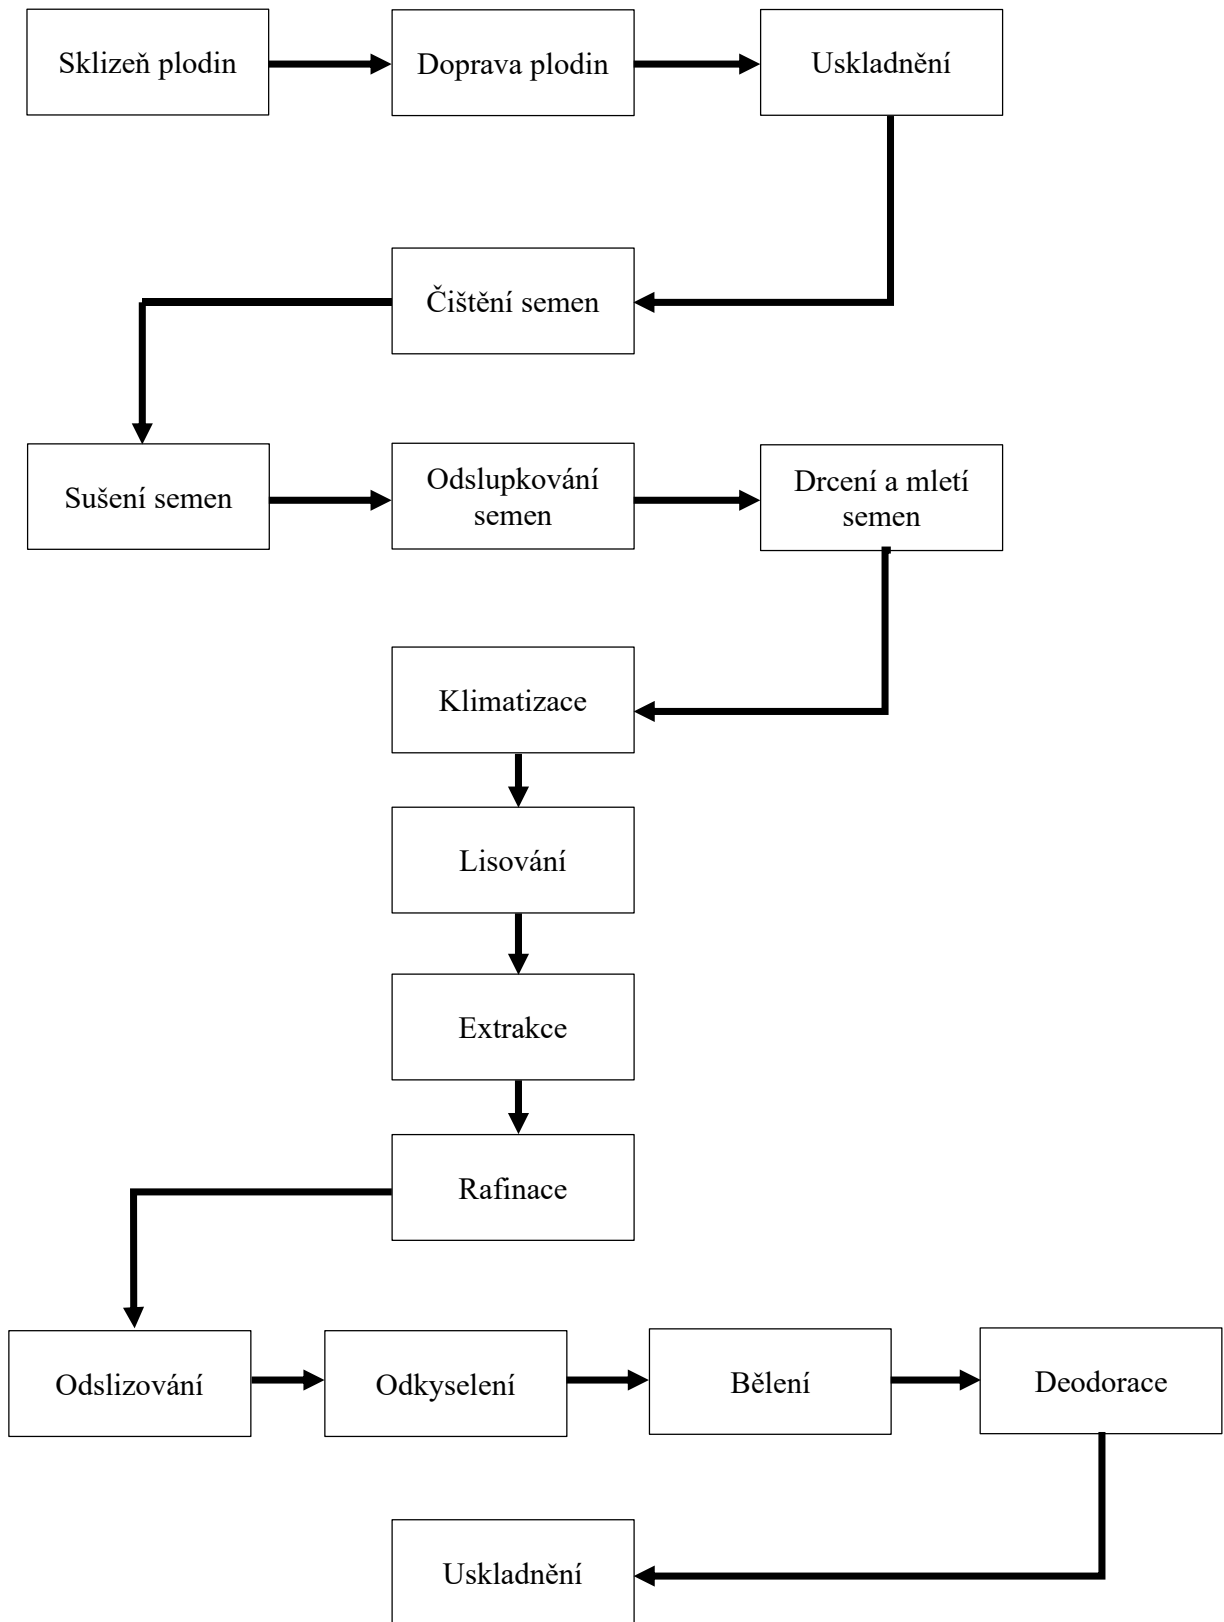 Sklizeň plodin
Doprava plodin
Uskladnění
Čištění semen
Sušení semen
Odslupkování
semen
Drcení a mletí
semen
Klimatizace
Lisování
Extrakce
Rafinace
Odslizování
Odkyselení
Bělení
Deodorace
Uskladnění